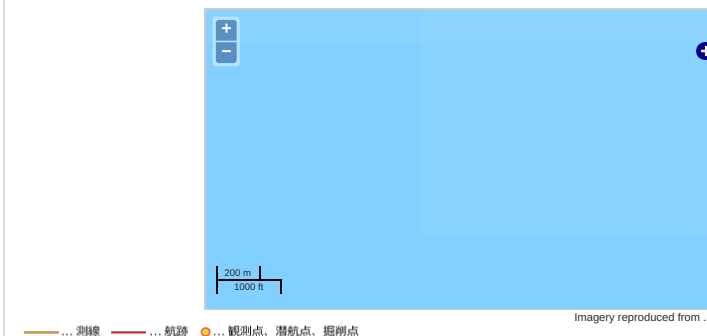 +
−
200 m
1000 ft
Imagery reproduced from .
... 測線 ... 航跡 ... 観測点、潜航点、掘削点